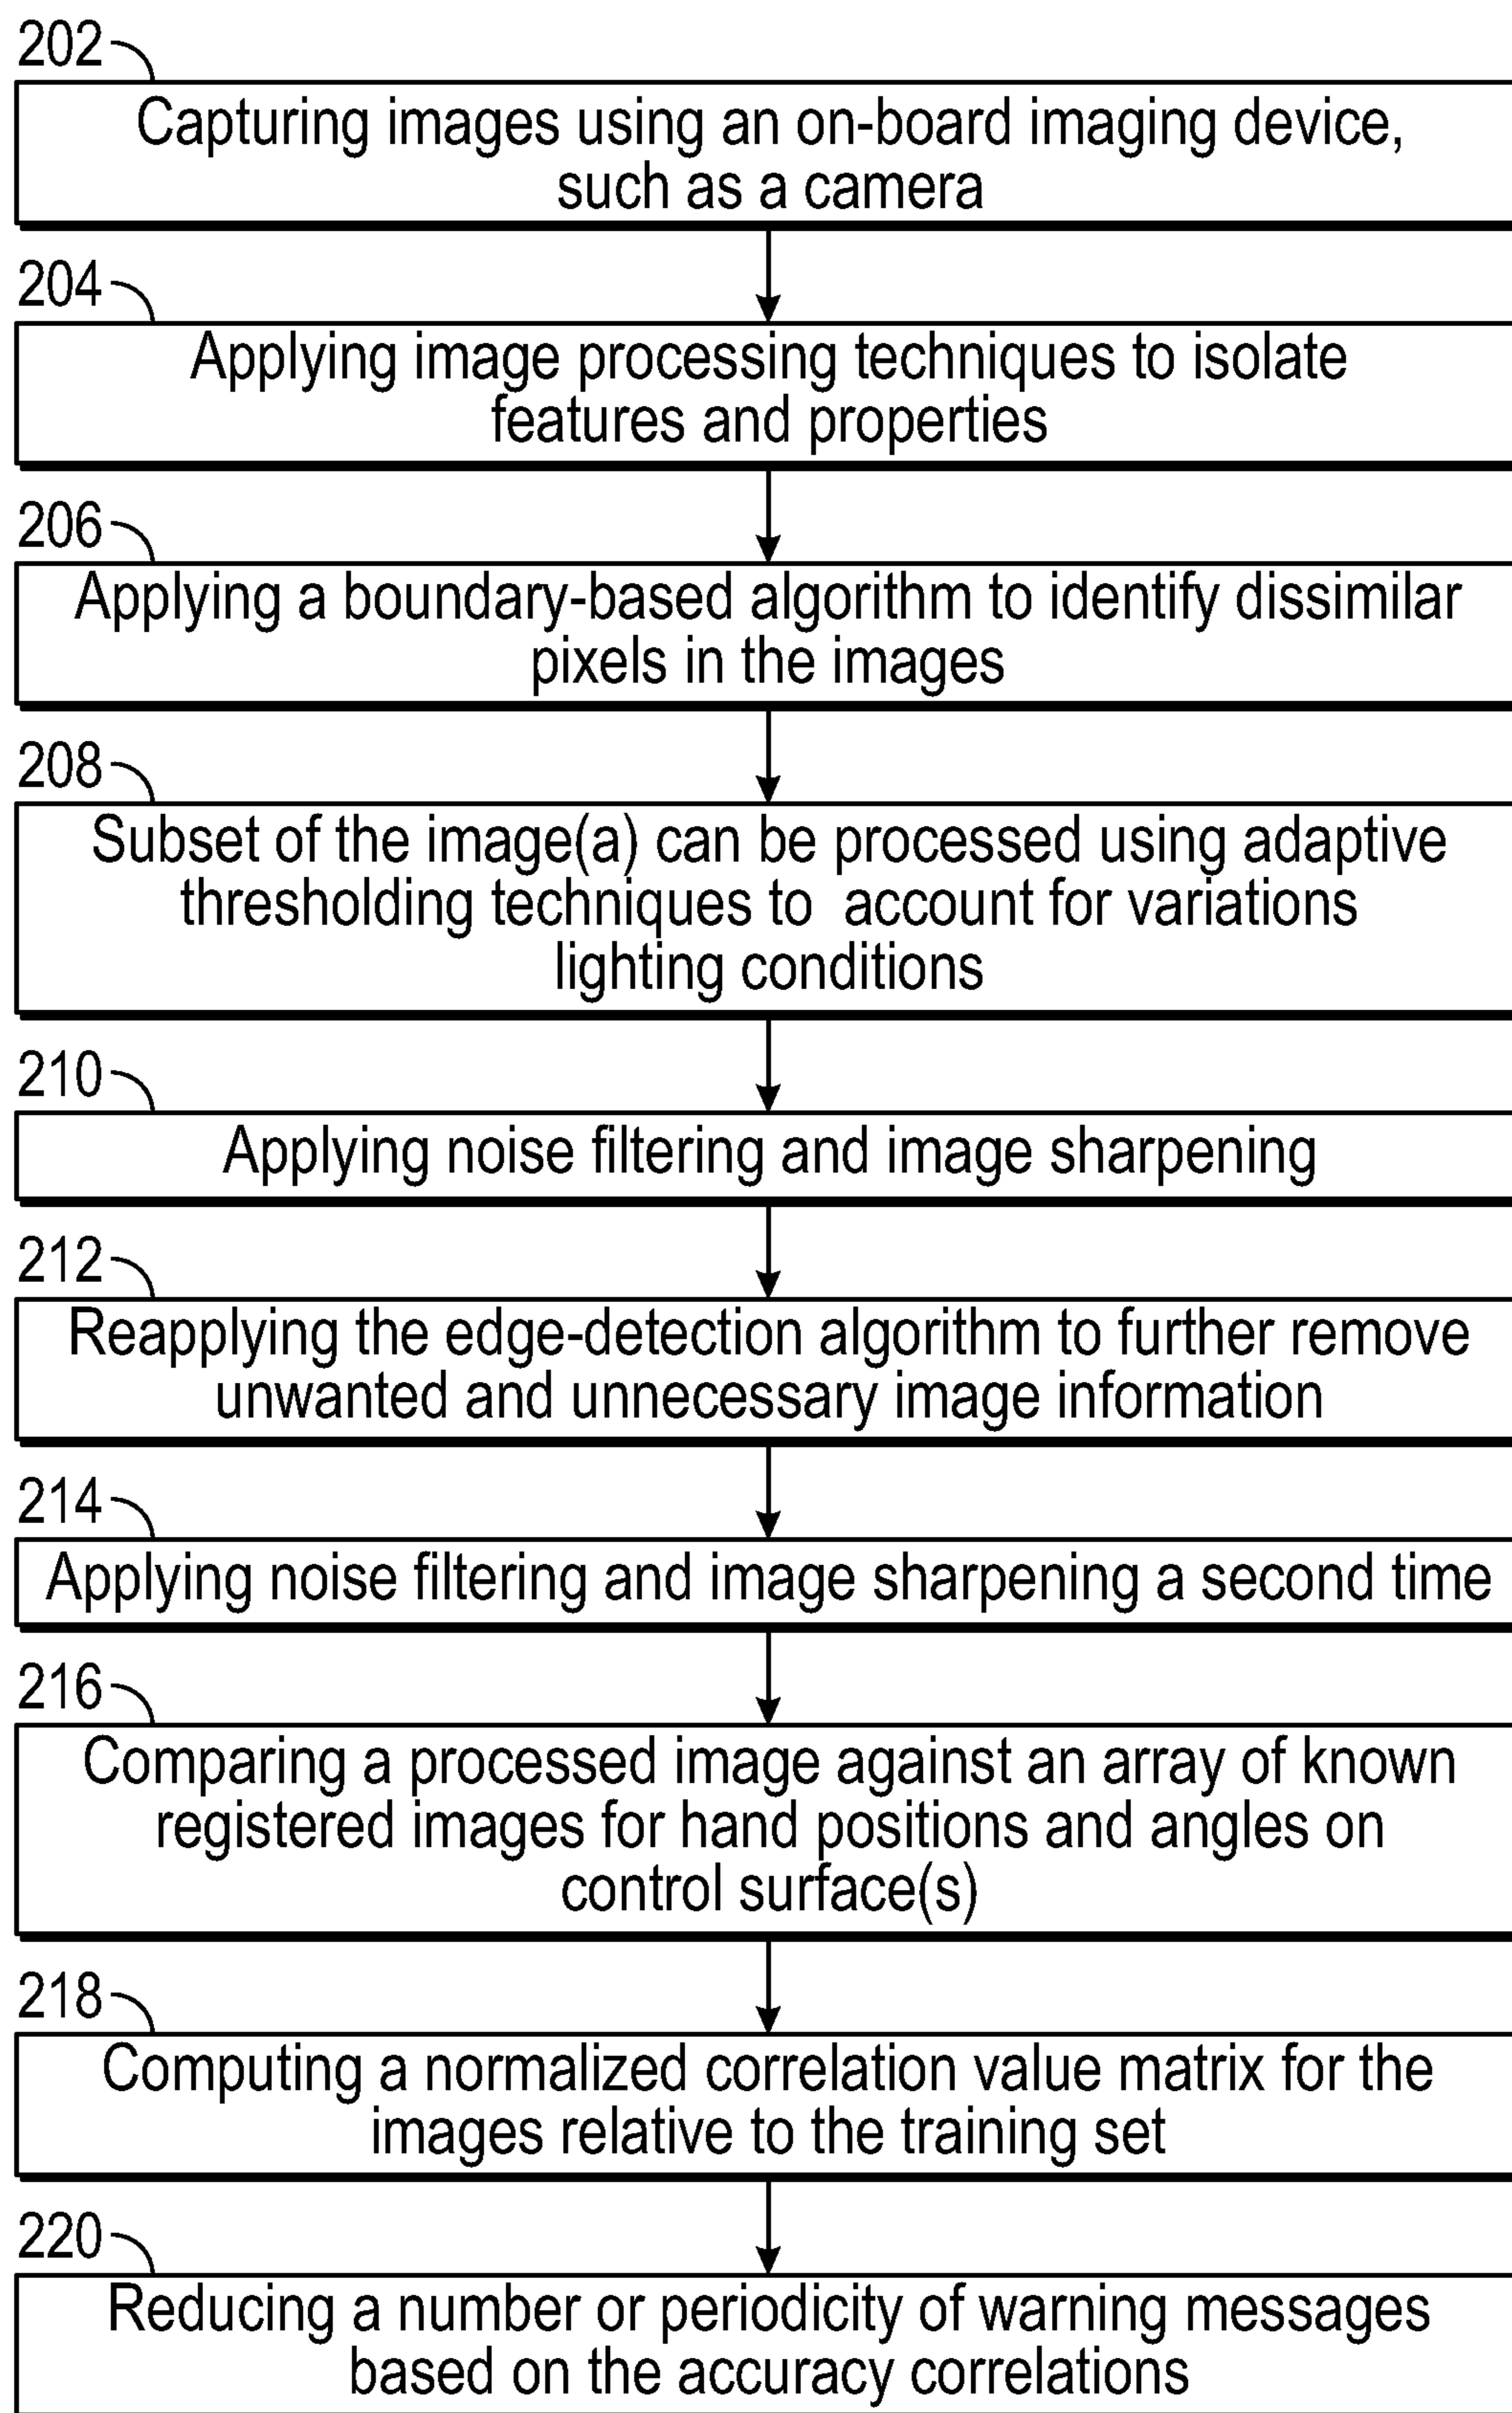 202
Capturing images using an on-board imaging device,
such as a camera
204
Applying image processing techniques to isolate
features and properties
206
Applying a boundary-based algorithm to identify dissimilar
pixels in the images
208
Subset of the image(a) can be processed using adaptive
thresholding techniques to account for variations
lighting conditions
210
Applying noise filtering and image sharpening
212
Reapplying the edge-detection algorithm to further remove
unwanted and unnecessary image information
214
Applying noise filtering and image sharpening a second time
216
Comparing a processed image against an array of known
registered images for hand positions and angles on
control surface(s)
218
Computing a normalized correlation value matrix for the
images relative to the training set
220
Reducing a number or periodicity of warning messages
based on the accuracy correlations